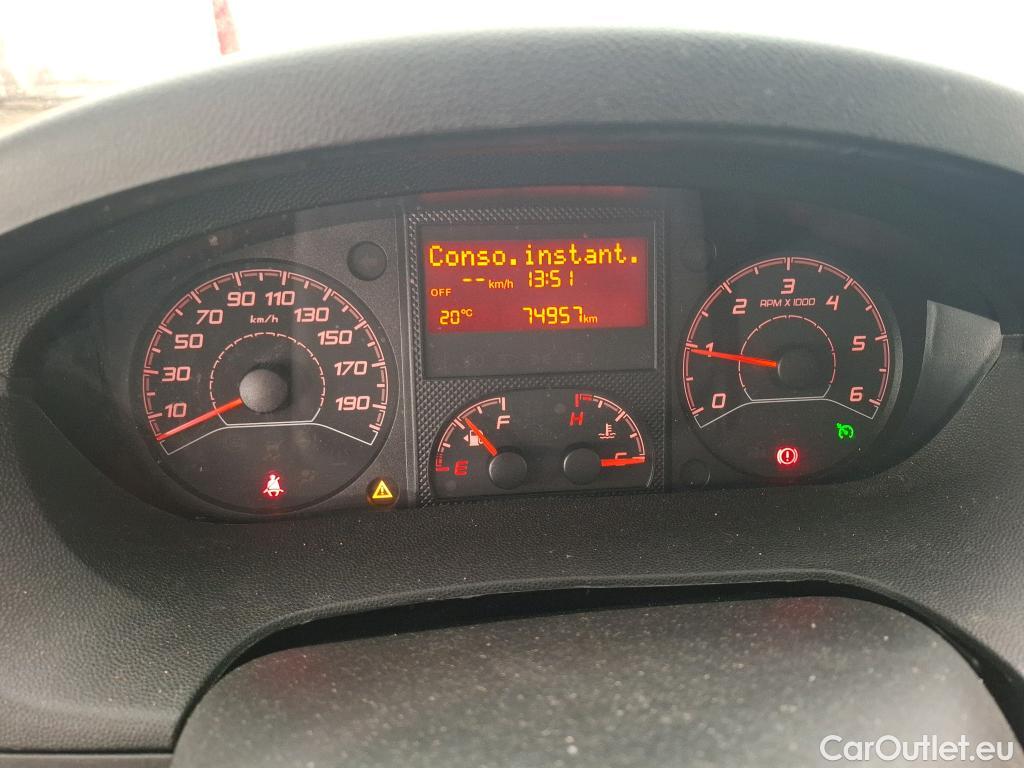 Conso.instant.
-- km/h 13:51
OFF
20°C 74957km
10 30 50 70 90 110 130 150 170 190
km/h
0 1 2 3 4 5 6
RPM X 1000
E F
H C
CarOutlet.eu